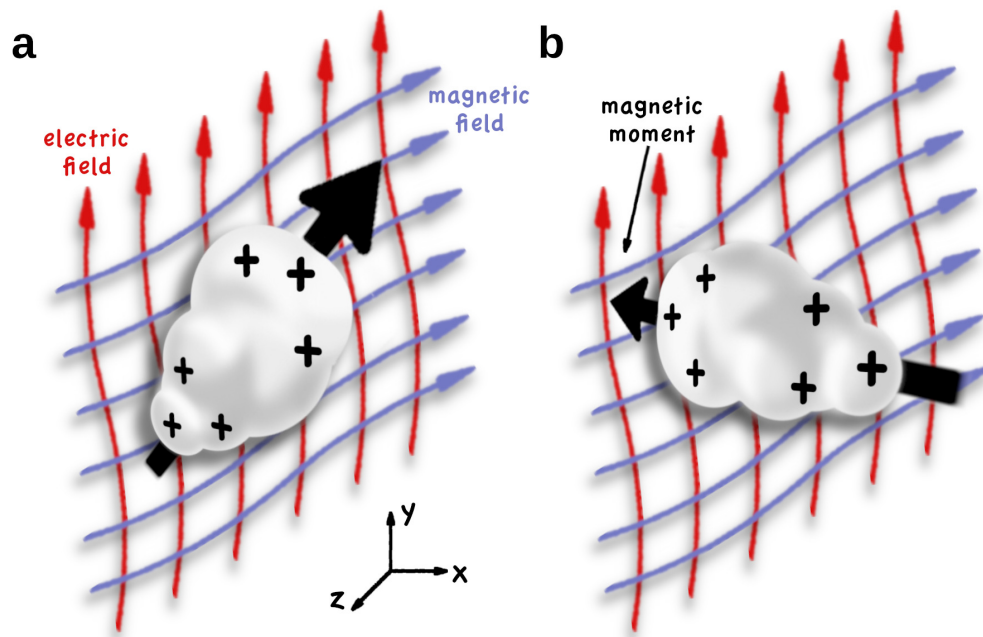 a
electric
field
magnetic
field
+ +
+
+
+ +
y
x
z
b
magnetic
moment
+
+ +
+ +
+